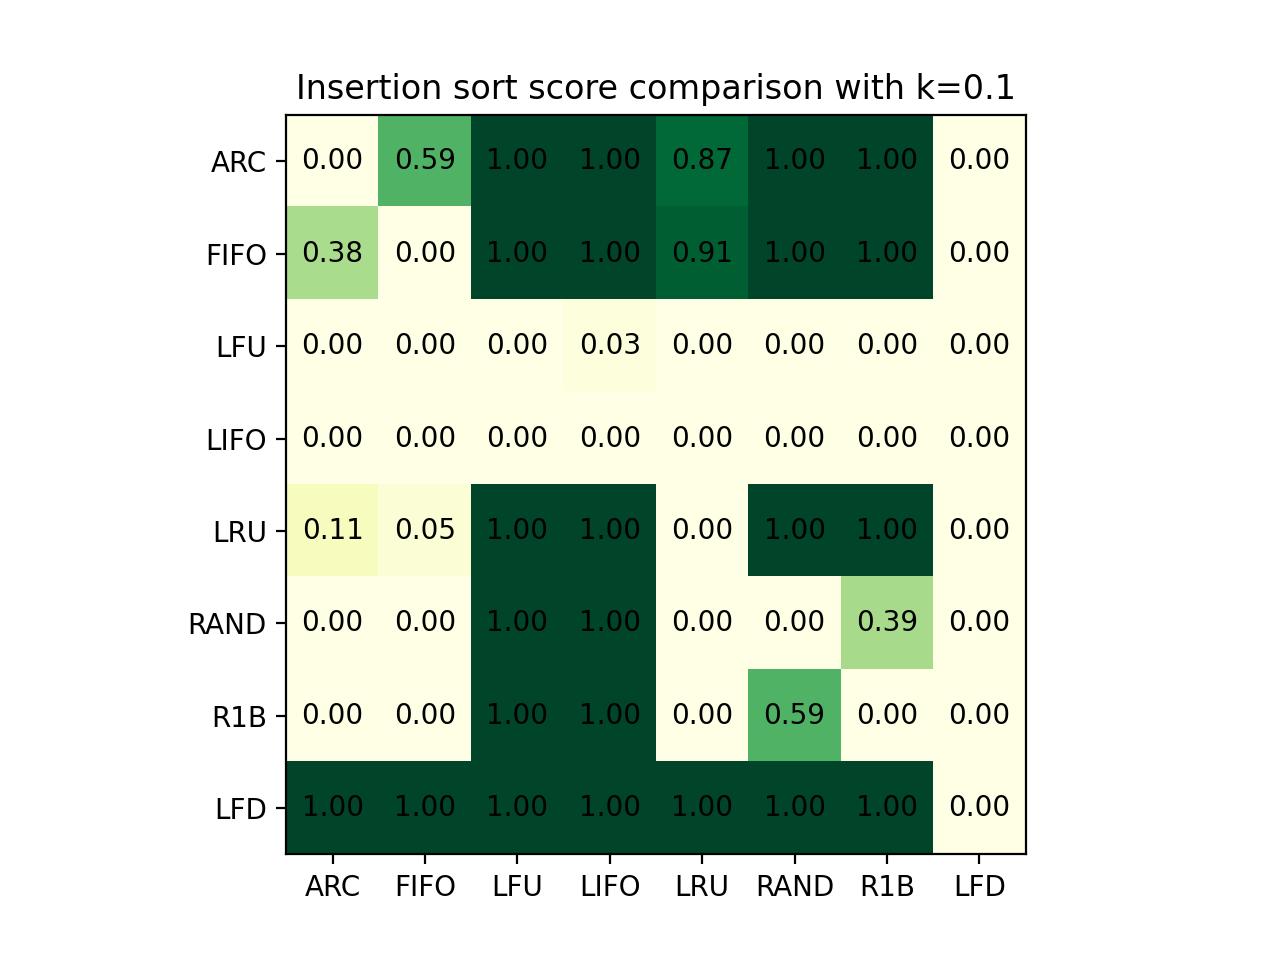 Insertion sort score comparison with k=0.1
ARC 0.00 0.59 1.00 1.00 0.87 1.00 1.00 0.00
FIFO 0.38 0.00 1.00 1.00 0.91 1.00 1.00 0.00
LFU 0.00 0.00 0.00 0.03 0.00 0.00 0.00 0.00
LIFO 0.00 0.00 0.00 0.00 0.00 0.00 0.00 0.00
LRU 0.11 0.05 1.00 1.00 0.00 1.00 1.00 0.00
RAND 0.00 0.00 1.00 1.00 0.00 0.00 0.39 0.00
R1B 0.00 0.00 1.00 1.00 0.00 0.59 0.00 0.00
LFD 1.00 1.00 1.00 1.00 1.00 1.00 1.00 0.00
ARC FIFO LFU LIFO LRU RAND R1B LFD